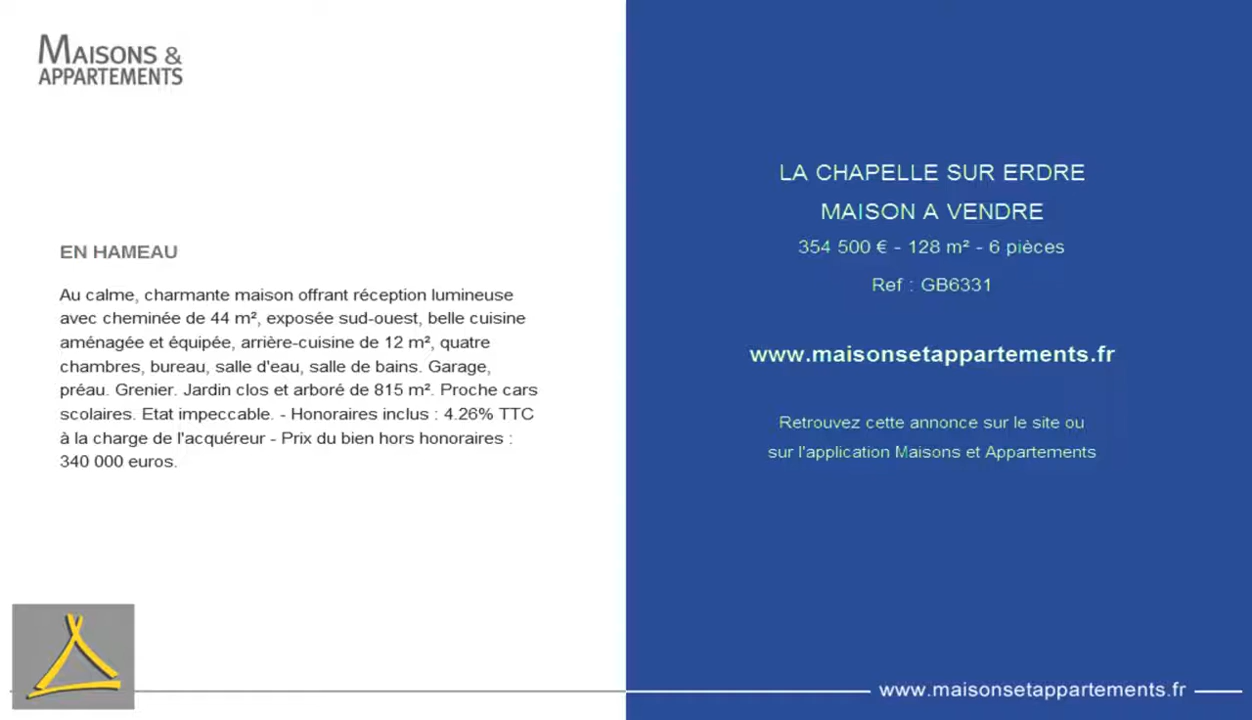 MAISONS &
APPARTEMENTS
EN HAMEAU
Au calme, charmante maison offrant réception lumineuse
avec cheminée de 44 m², exposée sud-ouest, belle cuisine
aménagée et équipée, arrière-cuisine de 12 m², quatre
chambres, bureau, salle d'eau, salle de bains. Garage,
préau. Grenier. Jardin clos et arboré de 815 m². Proche cars
scolaires. Etat impeccable. - Honoraires inclus : 4.26% TTC
à la charge de l'acquéreur - Prix du bien hors honoraires :
340 000 euros.
LA CHAPELLE SUR ERDRE
MAISON A VENDRE
354 500 € - 128 m² - 6 pièces
Ref : GB6331
www.maisonsetappartements.fr
Retrouvez cette annonce sur le site ou
sur l'application Maisons et Appartements
www.maisonsetappartements.fr